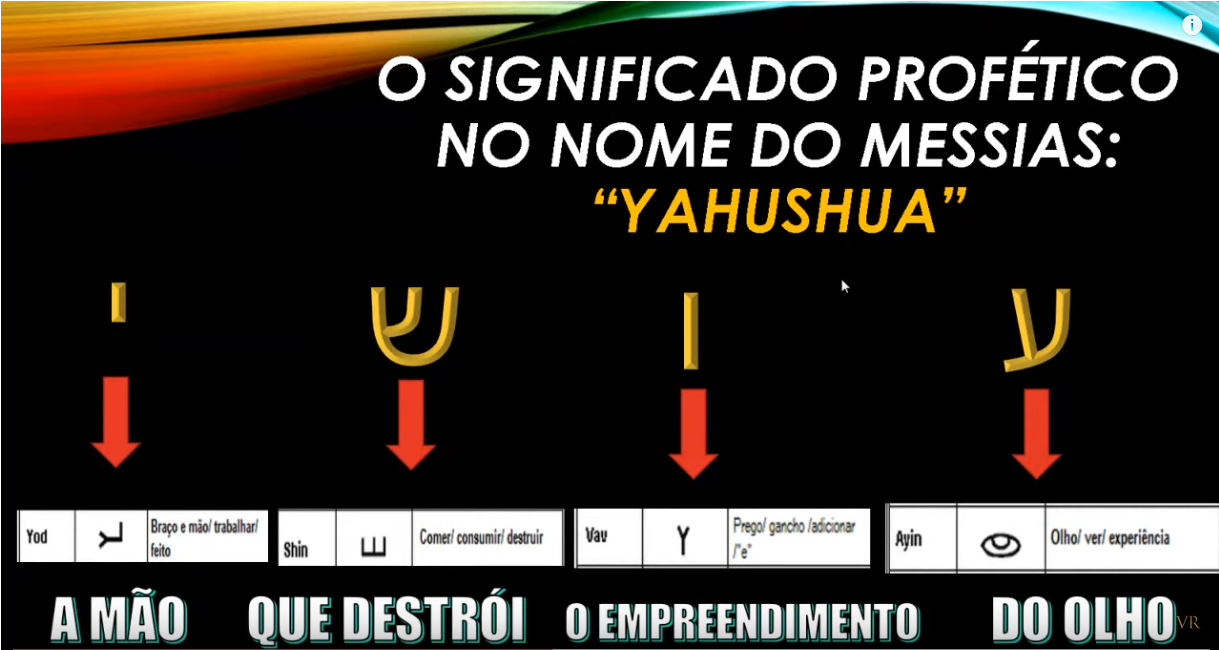 O SIGNIFICADO PROFÉTICO
NO NOME DO MESSIAS:
“YAHUSHUA”
י ש ו ע
Yod Braço e mão/ trabalhar/
feito
Shin Comer/ consumir/ destruir
Vav Prego/ gancho /adicionar
/"e"
Ayin Olho/ ver/ experiência
A MÃO QUE DESTRÓI O EMPREENDIMENTO DO OLHO
VR